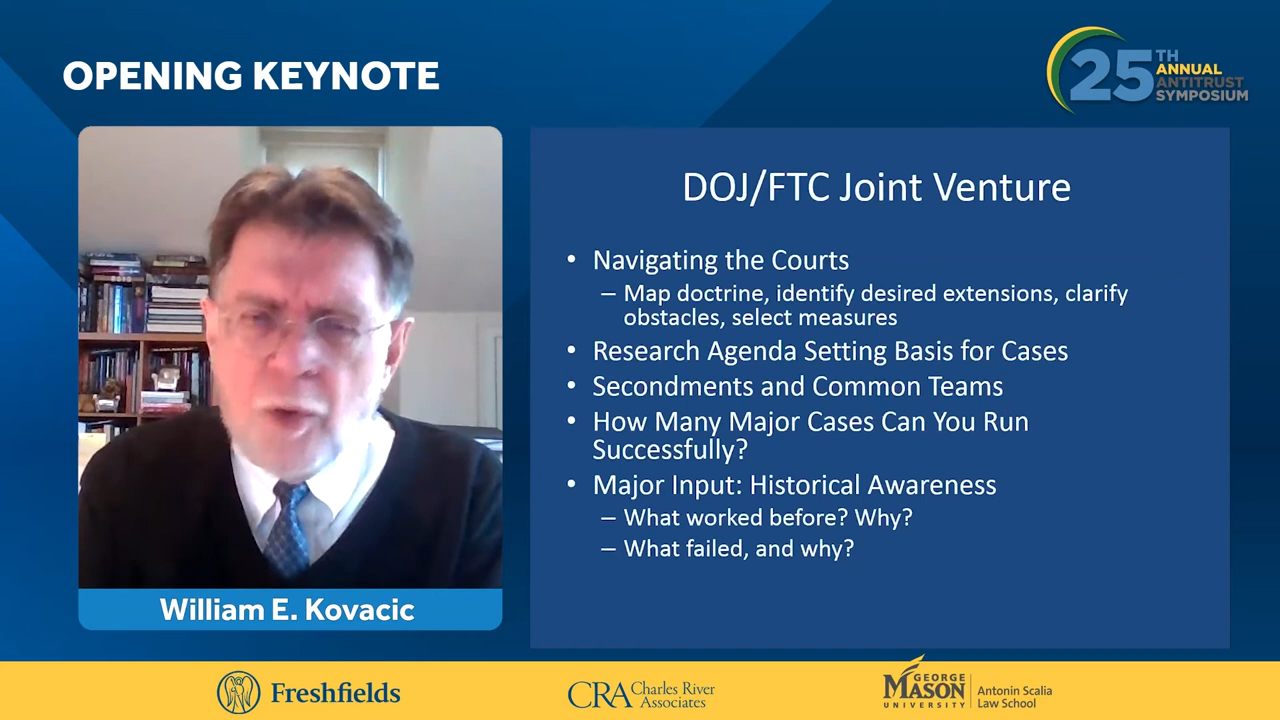 OPENING KEYNOTE
25TH
ANNUAL
ANTITRUST
SYMPOSIUM
DOJ/FTC Joint Venture
• Navigating the Courts
– Map doctrine, identify desired extensions, clarify
obstacles, select measures
• Research Agenda Setting Basis for Cases
• Secondments and Common Teams
• How Many Major Cases Can You Run
Successfully?
• Major Input: Historical Awareness
– What worked before? Why?
– What failed, and why?
William E. Kovacic
Freshfields
CRA Charles River
Associates
GEORGE
MASON
UNIVERSITY
Antonin Scalia
Law School